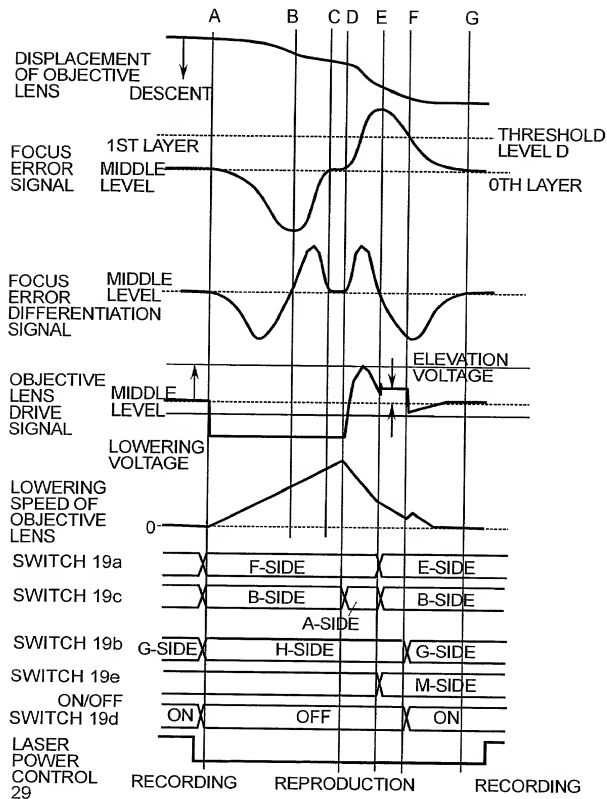 A B C D E F G
DISPLACEMENT
OF OBJECTIVE
LENS
DESCENT
1ST LAYER
THRESHOLD
LEVEL D
FOCUS
ERROR
SIGNAL
MIDDLE
LEVEL
0TH LAYER
FOCUS
ERROR
DIFFERENTIATION
SIGNAL
MIDDLE
LEVEL
ELEVATION
VOLTAGE
OBJECTIVE
LENS
DRIVE
SIGNAL
MIDDLE
LEVEL
LOWERING
VOLTAGE
LOWERING
SPEED OF
OBJECTIVE
LENS
0
SWITCH 19a F-SIDE E-SIDE
SWITCH 19c B-SIDE B-SIDE
A-SIDE
SWITCH 19b G-SIDE H-SIDE G-SIDE
SWITCH 19e M-SIDE
ON/OFF
SWITCH 19d ON OFF ON
LASER
POWER
CONTROL
29
RECORDING REPRODUCTION RECORDING